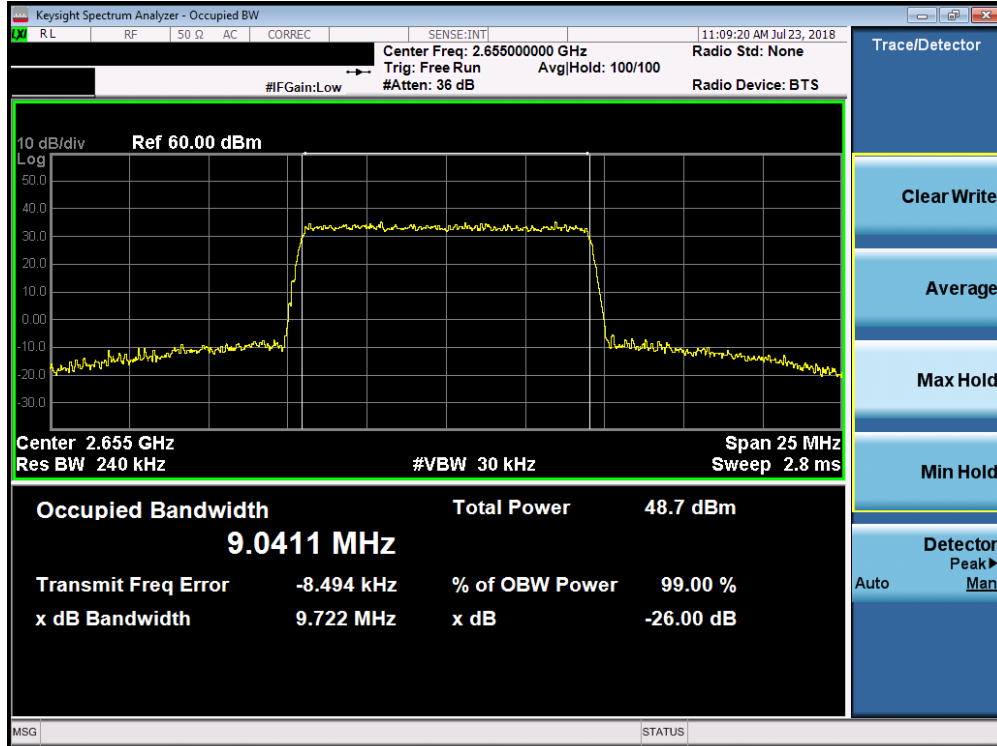 Keysight Spectrum Analyzer - Occupied BW
LXI RL RF 50 Ω AC CORREC SENSE:INT 11:09:20 AM Jul 23, 2018
Center Freq: 2.655000000 GHz Radio Std: None
Trig: Free Run Avg|Hold: 100/100
#IFGain:Low #Atten: 36 dB Radio Device: BTS
Trace/Detector
10 dB/div Ref 60.00 dBm
Log
50.0
40.0
30.0
20.0
10.0
0.00
-10.0
-20.0
-30.0
Center 2.655 GHz Span 25 MHz
Res BW 240 kHz #VBW 30 kHz Sweep 2.8 ms
Occupied Bandwidth Total Power 48.7 dBm
9.0411 MHz
Transmit Freq Error -8.494 kHz % of OBW Power 99.00 %
x dB Bandwidth 9.722 MHz x dB -26.00 dB
Clear Write
Average
Max Hold
Min Hold
Detector
Peak▶
Auto Man
MSG STATUS